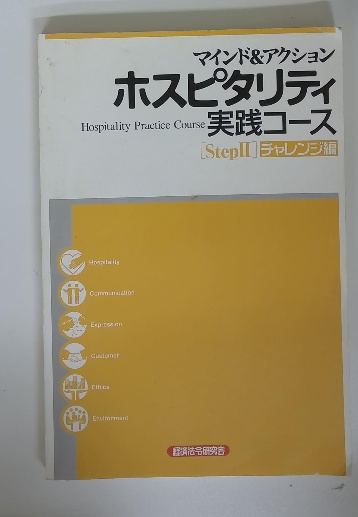 マインド&アクション
ホスピタリティ
Hospitality Practice Course 実践コース
[StepII] チャレンジ編
Hospitality
Communication
Expression
Customer
Ethics
Environment
経済法令研究会